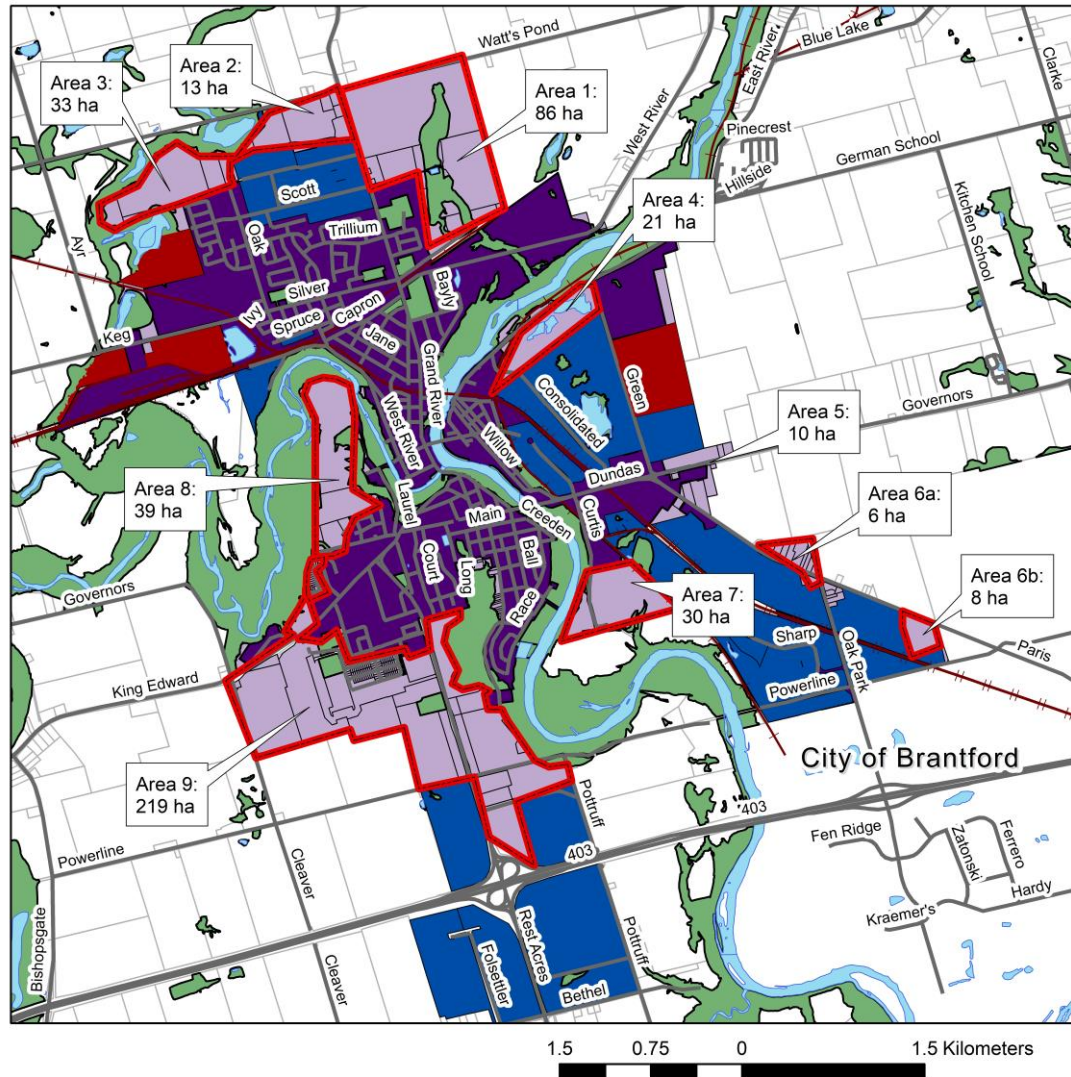 Watt's Pond
Blue Lake
East River
Clarke
Area 2:
13 ha
Area 3:
33 ha
Area 1:
86 ha
West River
Pinecrest
German School
Hillside
Scott
Area 4:
21 ha
Kitchen School
Oak
Trillium
Ayr
Silver
Bayly
Ivy
Spruce
Capron
Keg
Jane
Grand River
Green
Governors
Consolidated
West River
Willow
Area 5:
10 ha
Dundas
Area 8:
39 ha
Laurel
Main
Creeden
Curtis
Area 6a:
6 ha
Court
Long
Ball
Governors
Area 7:
30 ha
Area 6b:
8 ha
Race
Sharp
Oak Park
Paris
King Edward
Powerline
City of Brantford
Area 9:
219 ha
Pottruff
403
Fen Ridge
Zatonski
Ferrero
Powerline
403
Cleaver
Hardy
Kraemer's
Bishopsgate
Rest Acres
Pottruff
Folsettler
Cleaver
Bethel
1.5 0.75 0 1.5 Kilometers